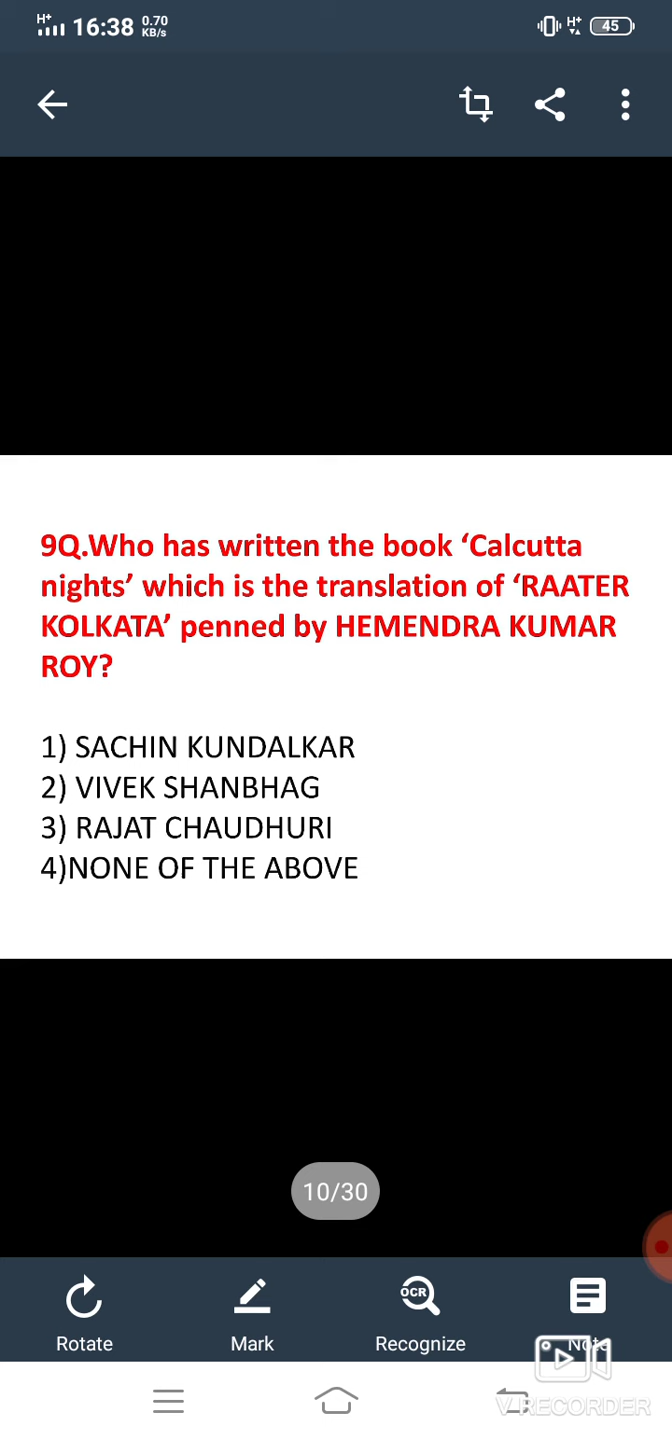 H+ 16:38 0.70 KB/s H+ 45
9Q.Who has written the book ‘Calcutta
nights’ which is the translation of ‘RAATER
KOLKATA’ penned by HEMENDRA KUMAR
ROY?
1) SACHIN KUNDALKAR
2) VIVEK SHANBHAG
3) RAJAT CHAUDHURI
4)NONE OF THE ABOVE
10/30
OCR
Rotate Mark Recognize Note
V RECORDER